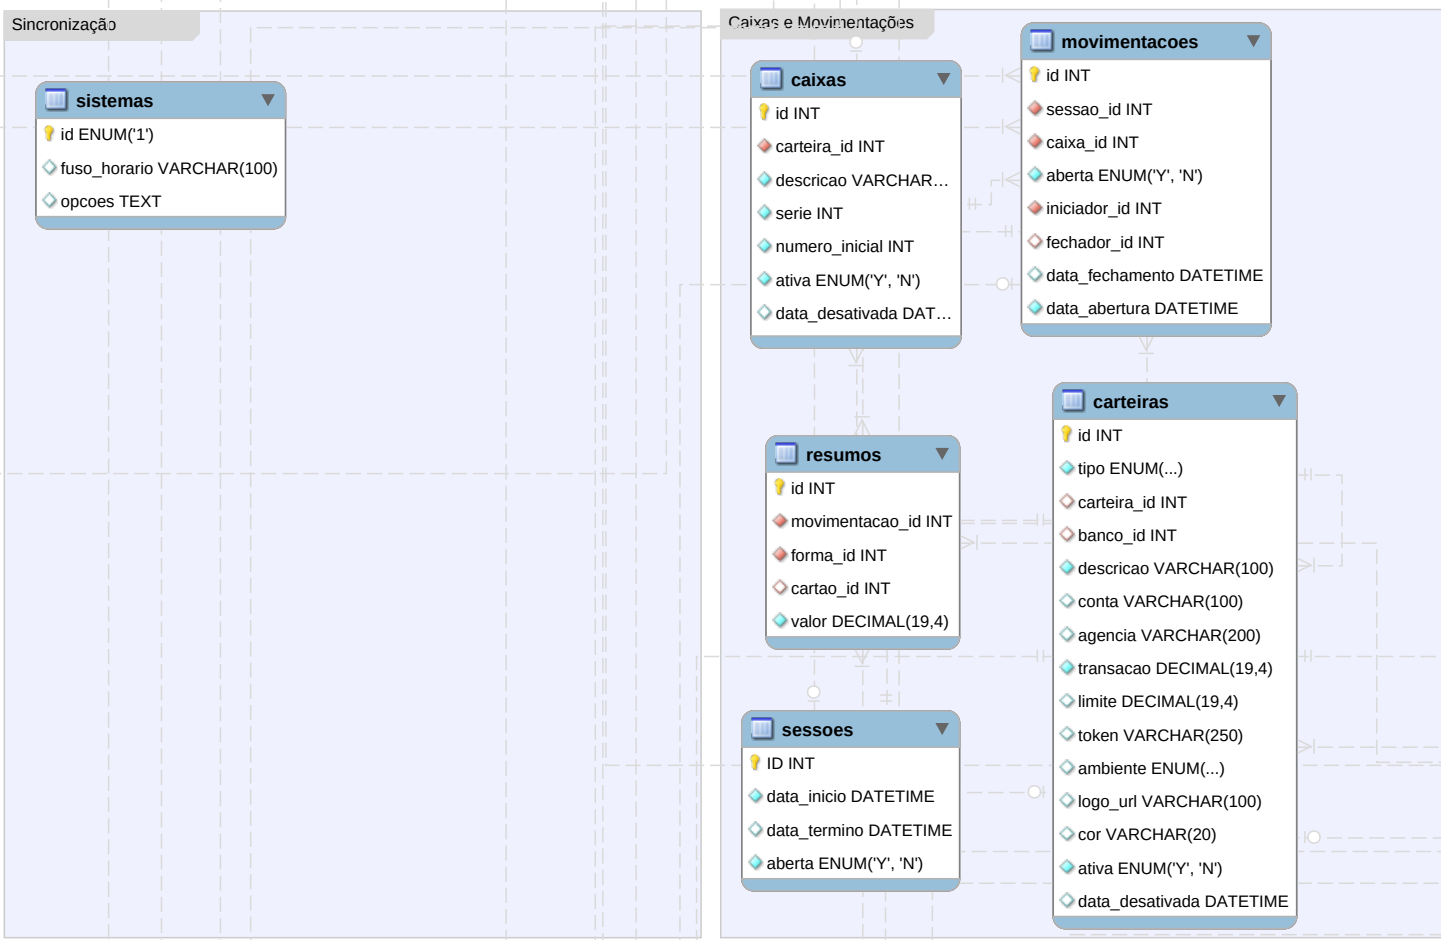 Sincronização
sistemas
id ENUM('1')
fuso_horario VARCHAR(100)
opcoes TEXT
Caixas e Movimentações
caixas
id INT
carteira_id INT
descricao VARCHAR...
serie INT
numero_inicial INT
ativa ENUM('Y', 'N')
data_desativada DAT...
movimentacoes
id INT
sessao_id INT
caixa_id INT
aberta ENUM('Y', 'N')
iniciador_id INT
fechador_id INT
data_fechamento DATETIME
data_abertura DATETIME
resumos
id INT
movimentacao_id INT
forma_id INT
cartao_id INT
valor DECIMAL(19,4)
carteiras
id INT
tipo ENUM(...)
carteira_id INT
banco_id INT
descricao VARCHAR(100)
conta VARCHAR(100)
agencia VARCHAR(200)
transacao DECIMAL(19,4)
limite DECIMAL(19,4)
token VARCHAR(250)
ambiente ENUM(...)
logo_url VARCHAR(100)
cor VARCHAR(20)
ativa ENUM('Y', 'N')
data_desativada DATETIME
sessoes
ID INT
data_inicio DATETIME
data_termino DATETIME
aberta ENUM('Y', 'N')